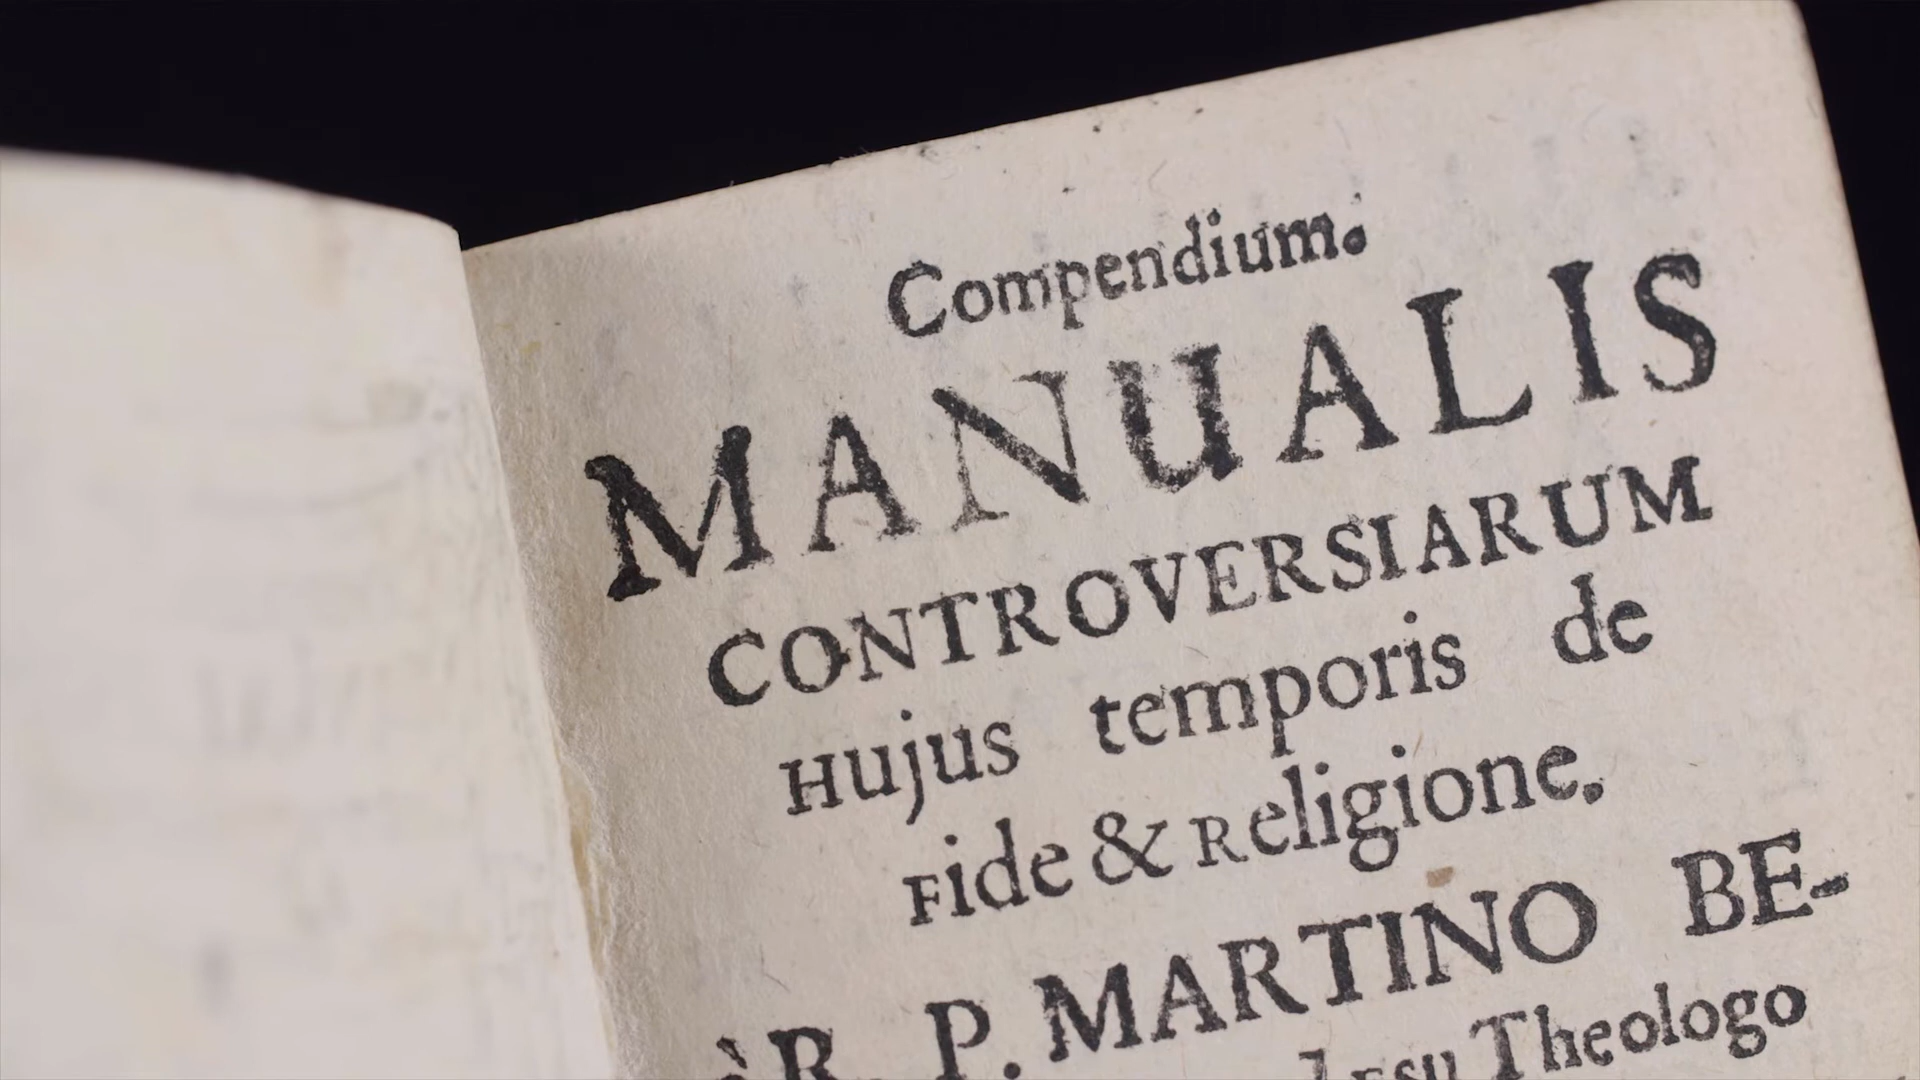 Compendium.
MANUALIS
CONTROVERSIARUM
Hujus temporis de
Fide & Religione.
à R. P. MARTINO BE-
Theologo